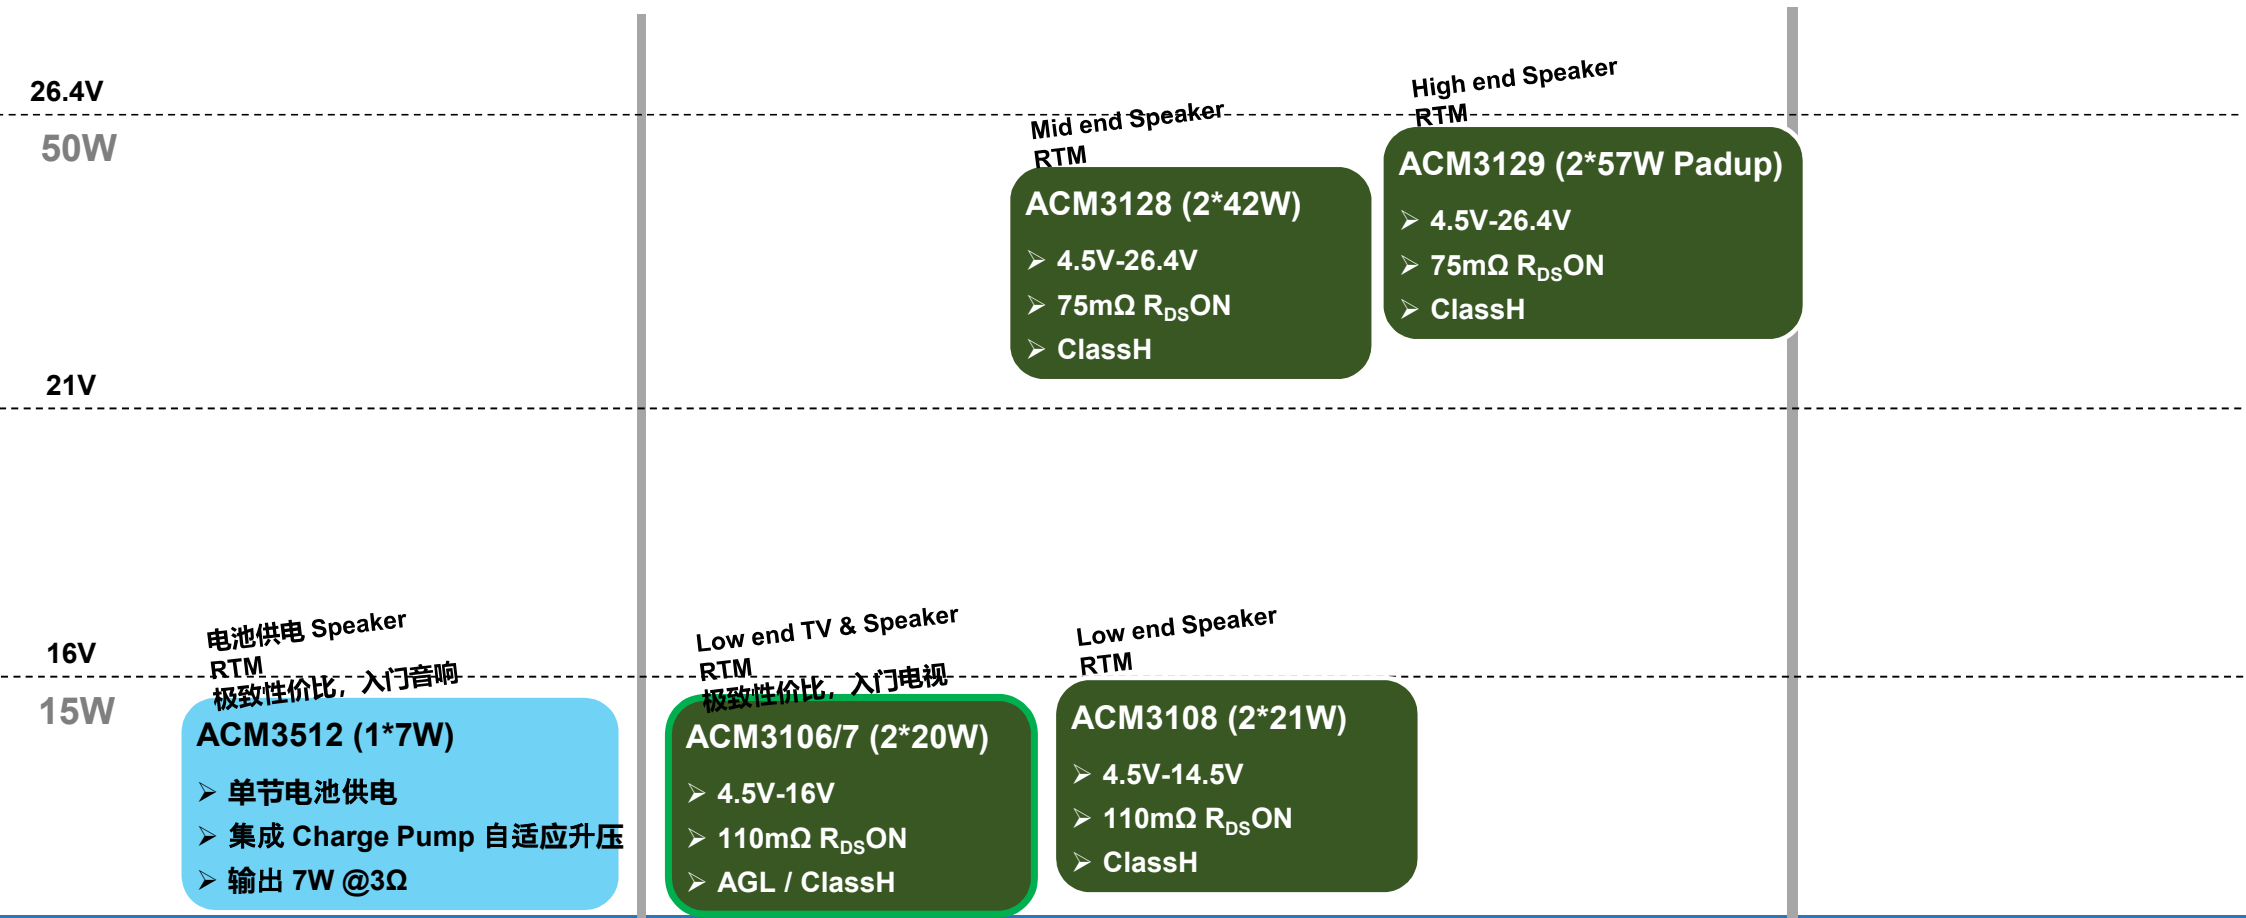 26.4V
50W
21V
16V
15W
Mid end Speaker
RTM
ACM3128 (2*42W)
➢ 4.5V-26.4V
➢ 75mΩ RDSON
➢ ClassH
High end Speaker
RTM
ACM3129 (2*57W Padup)
➢ 4.5V-26.4V
➢ 75mΩ RDSON
➢ ClassH
电池供电 Speaker
RTM
极致性价比，入门音响
ACM3512 (1*7W)
➢ 单节电池供电
➢ 集成 Charge Pump 自适应升压
➢ 输出 7W @3Ω
Low end TV & Speaker
RTM
极致性价比，入门电视
ACM3106/7 (2*20W)
➢ 4.5V-16V
➢ 110mΩ RDSON
➢ AGL / ClassH
Low end Speaker
RTM
ACM3108 (2*21W)
➢ 4.5V-14.5V
➢ 110mΩ RDSON
➢ ClassH